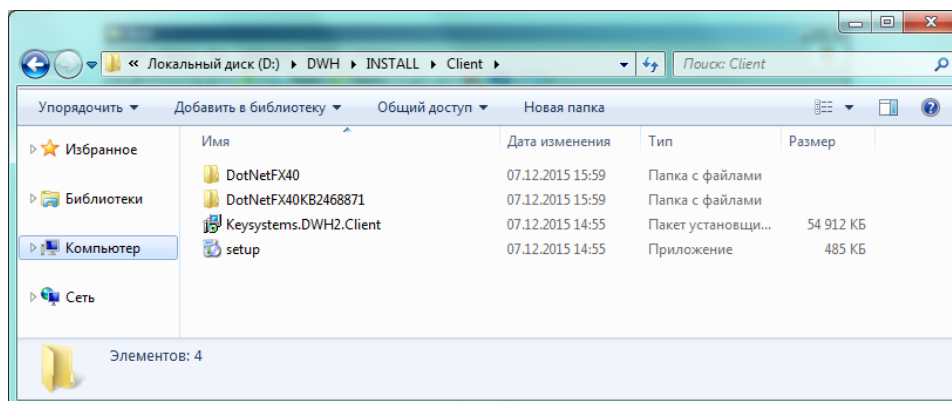 « Локальный диск (D:) ▸ DWH ▸ INSTALL ▸ Client ▸
Поиск: Client
Упорядочить ▾ Добавить в библиотеку ▾ Общий доступ ▾ Новая папка
Имя Дата изменения Тип Размер
Избранное
Библиотеки
Компьютер
Сеть
DotNetFX40 07.12.2015 15:59 Папка с файлами
DotNetFX40KB2468871 07.12.2015 15:59 Папка с файлами
Keysystems.DWH2.Client 07.12.2015 14:55 Пакет установщи... 54 912 КБ
setup 07.12.2015 14:55 Приложение 485 КБ
Элементов: 4